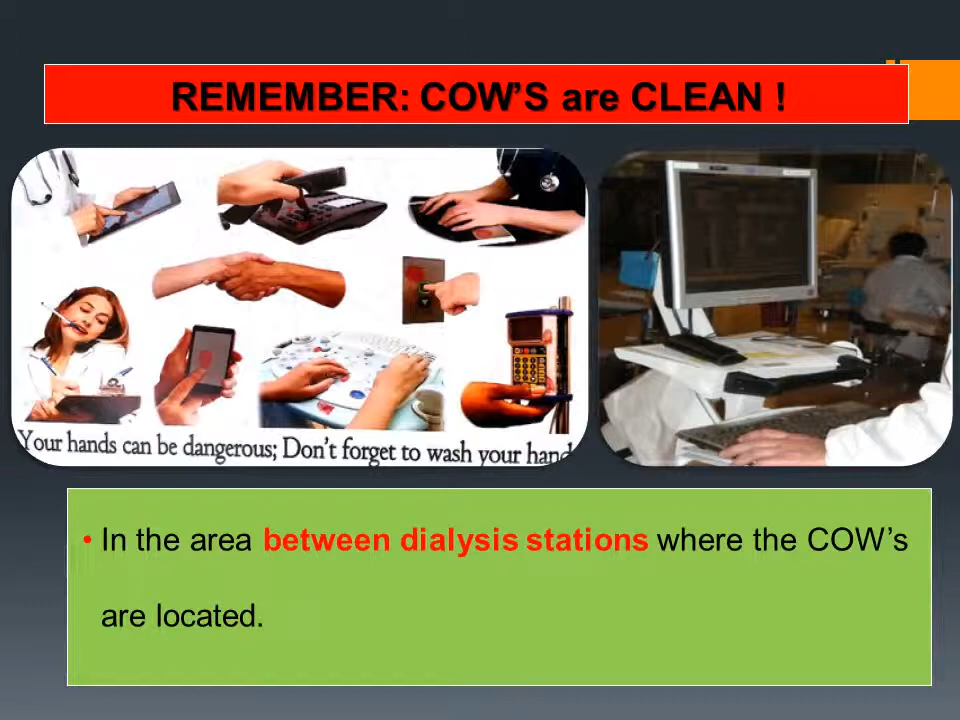 REMEMBER: COW’S are CLEAN !
Your hands can be dangerous; Don't forget to wash your hand
• In the area between dialysis stations where the COW’s
are located.